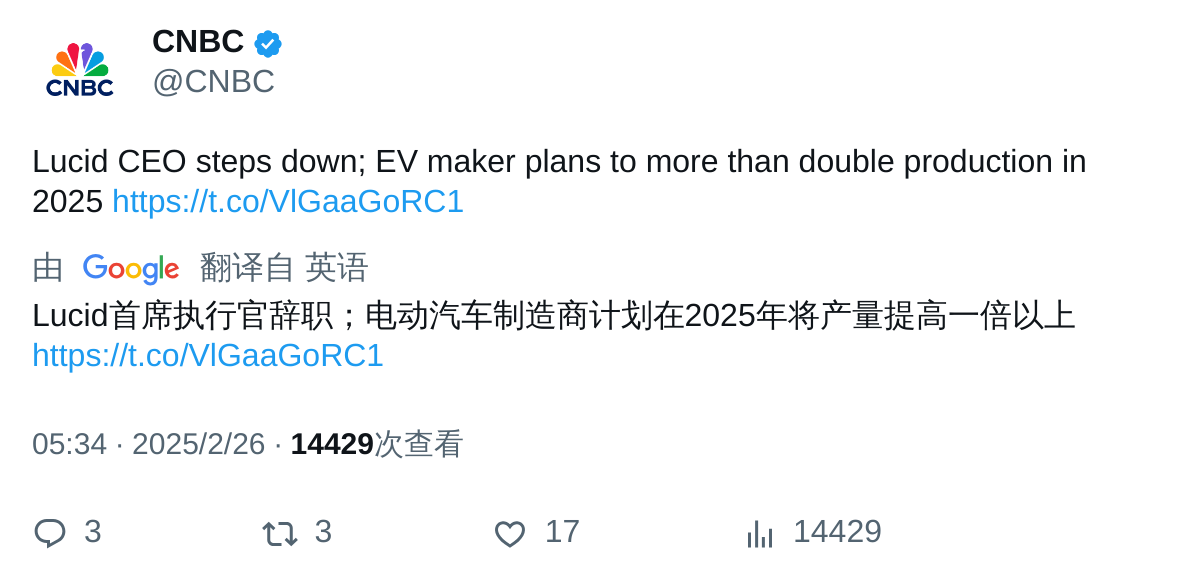 CNBC
@CNBC
CNBC
Lucid CEO steps down; EV maker plans to more than double production in
2025 https://t.co/VlGaaGoRC1
由 Google 翻译自 英语
Lucid首席执行官辞职；电动汽车制造商计划在2025年将产量提高一倍以上
https://t.co/VlGaaGoRC1
05:34 · 2025/2/26 · 14429次查看
3 3 17 14429